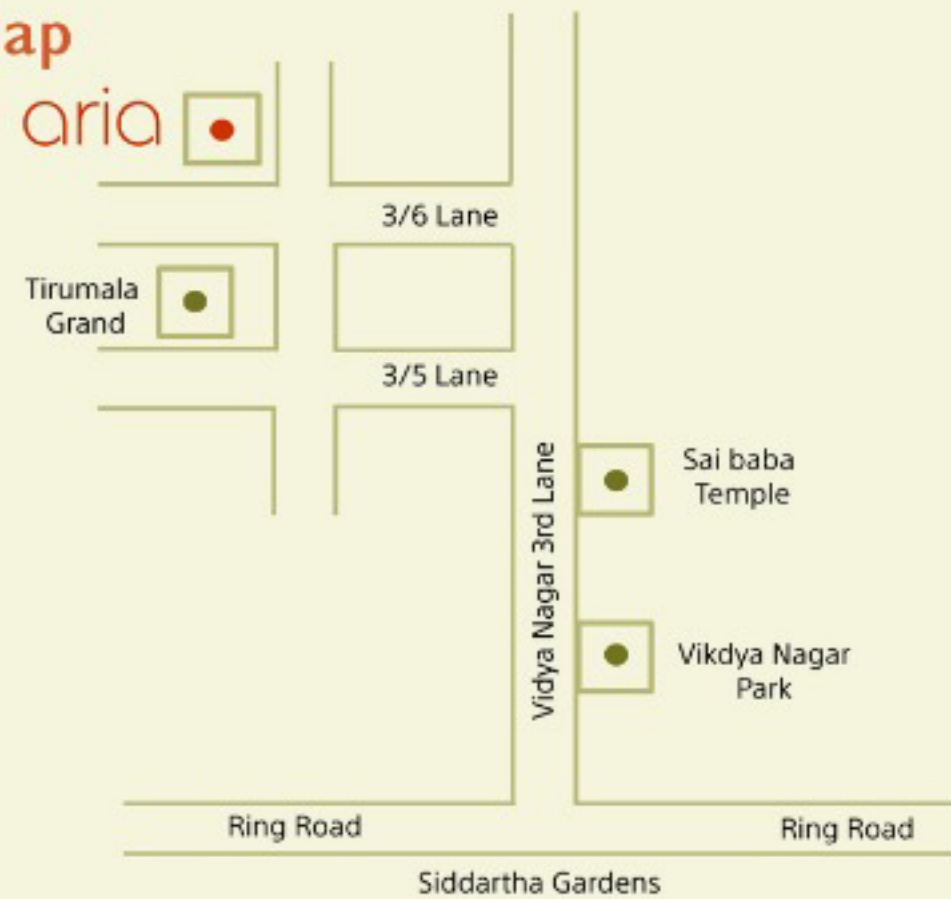 ap
aria
3/6 Lane
Tirumala
Grand
3/5 Lane
Vidya Nagar 3rd Lane
Sai baba
Temple
Vikdya Nagar
Park
Ring Road
Ring Road
Siddartha Gardens